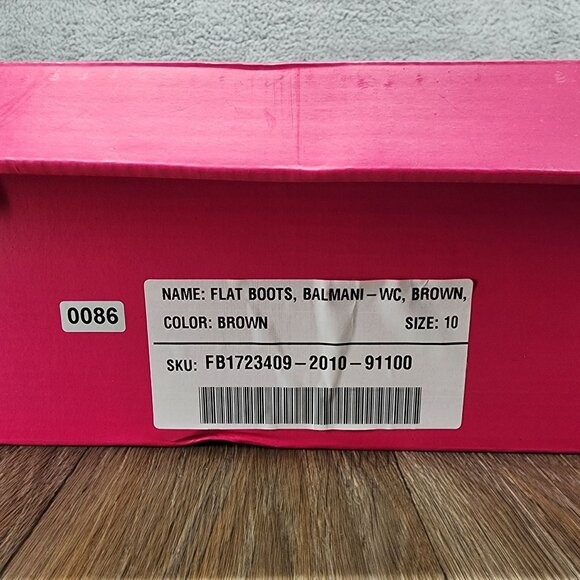 0086
NAME: FLAT BOOTS, BALMANI-WC, BROWN,
COLOR: BROWN SIZE: 10
SKU: FB1723409-2010-91100